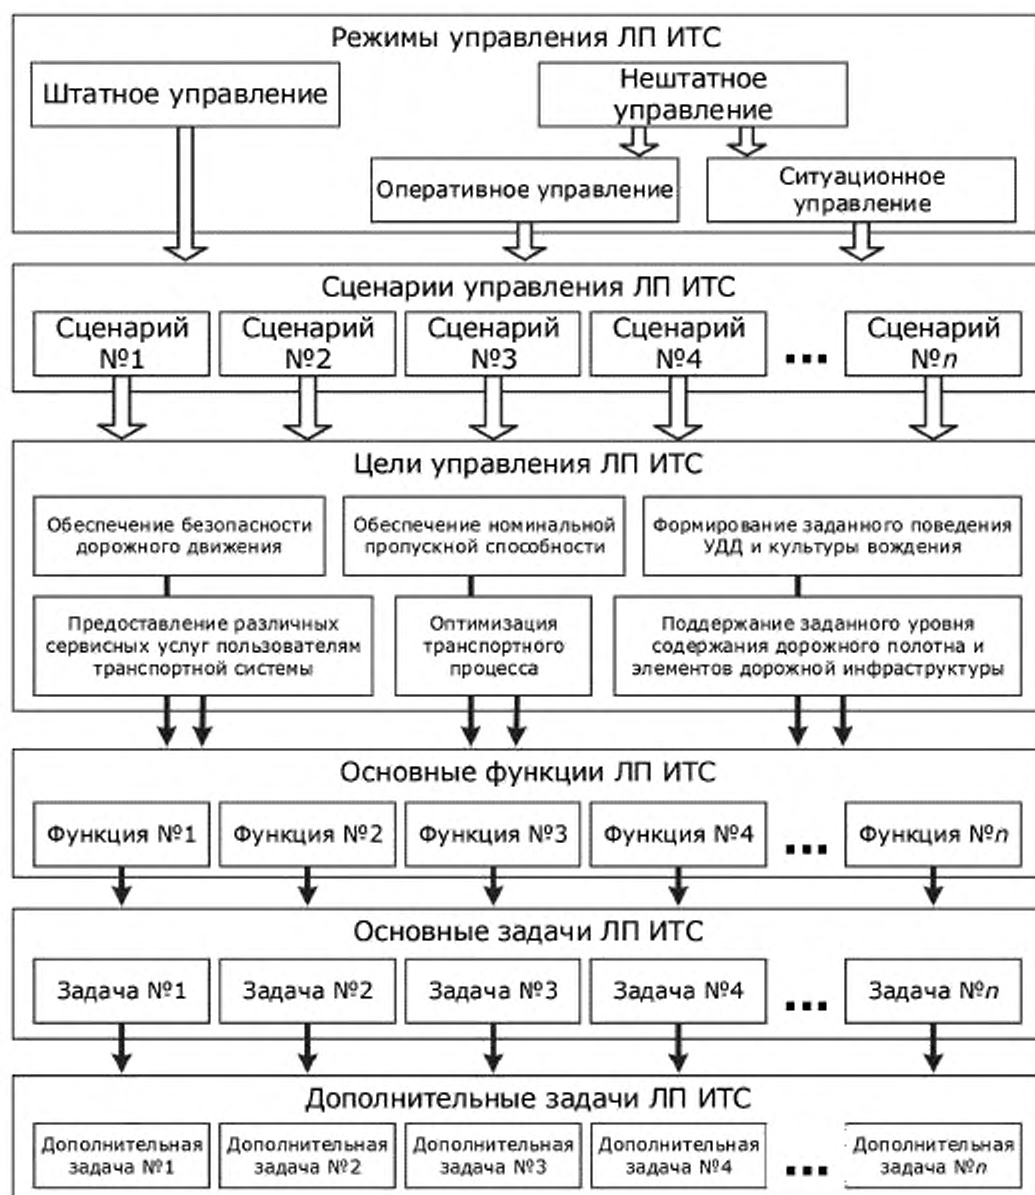 Режимы управления ЛП ИТС
Штатное управление
Нештатное
управление
Оперативное управление
Ситуационное
управление
Сценарии управления ЛП ИТС
Сценарий
№1
Сценарий
№2
Сценарий
№3
Сценарий
№4
...
Сценарий
№n
Цели управления ЛП ИТС
Обеспечение безопасности
дорожного движения
Обеспечение номинальной
пропускной способности
Формирование заданного поведения
УДД и культуры вождения
Предоставление различных
сервисных услуг пользователям
транспортной системы
Оптимизация
транспортного
процесса
Поддержание заданного уровня
содержания дорожного полотна и
элементов дорожной инфраструктуры
Основные функции ЛП ИТС
Функция №1
Функция №2
Функция №3
Функция №4
...
Функция №n
Основные задачи ЛП ИТС
Задача №1
Задача №2
Задача №3
Задача №4
...
Задача №n
Дополнительные задачи ЛП ИТС
Дополнительная
задача №1
Дополнительная
задача №2
Дополнительная
задача №3
Дополнительная
задача №4
...
Дополнительная
задача №n